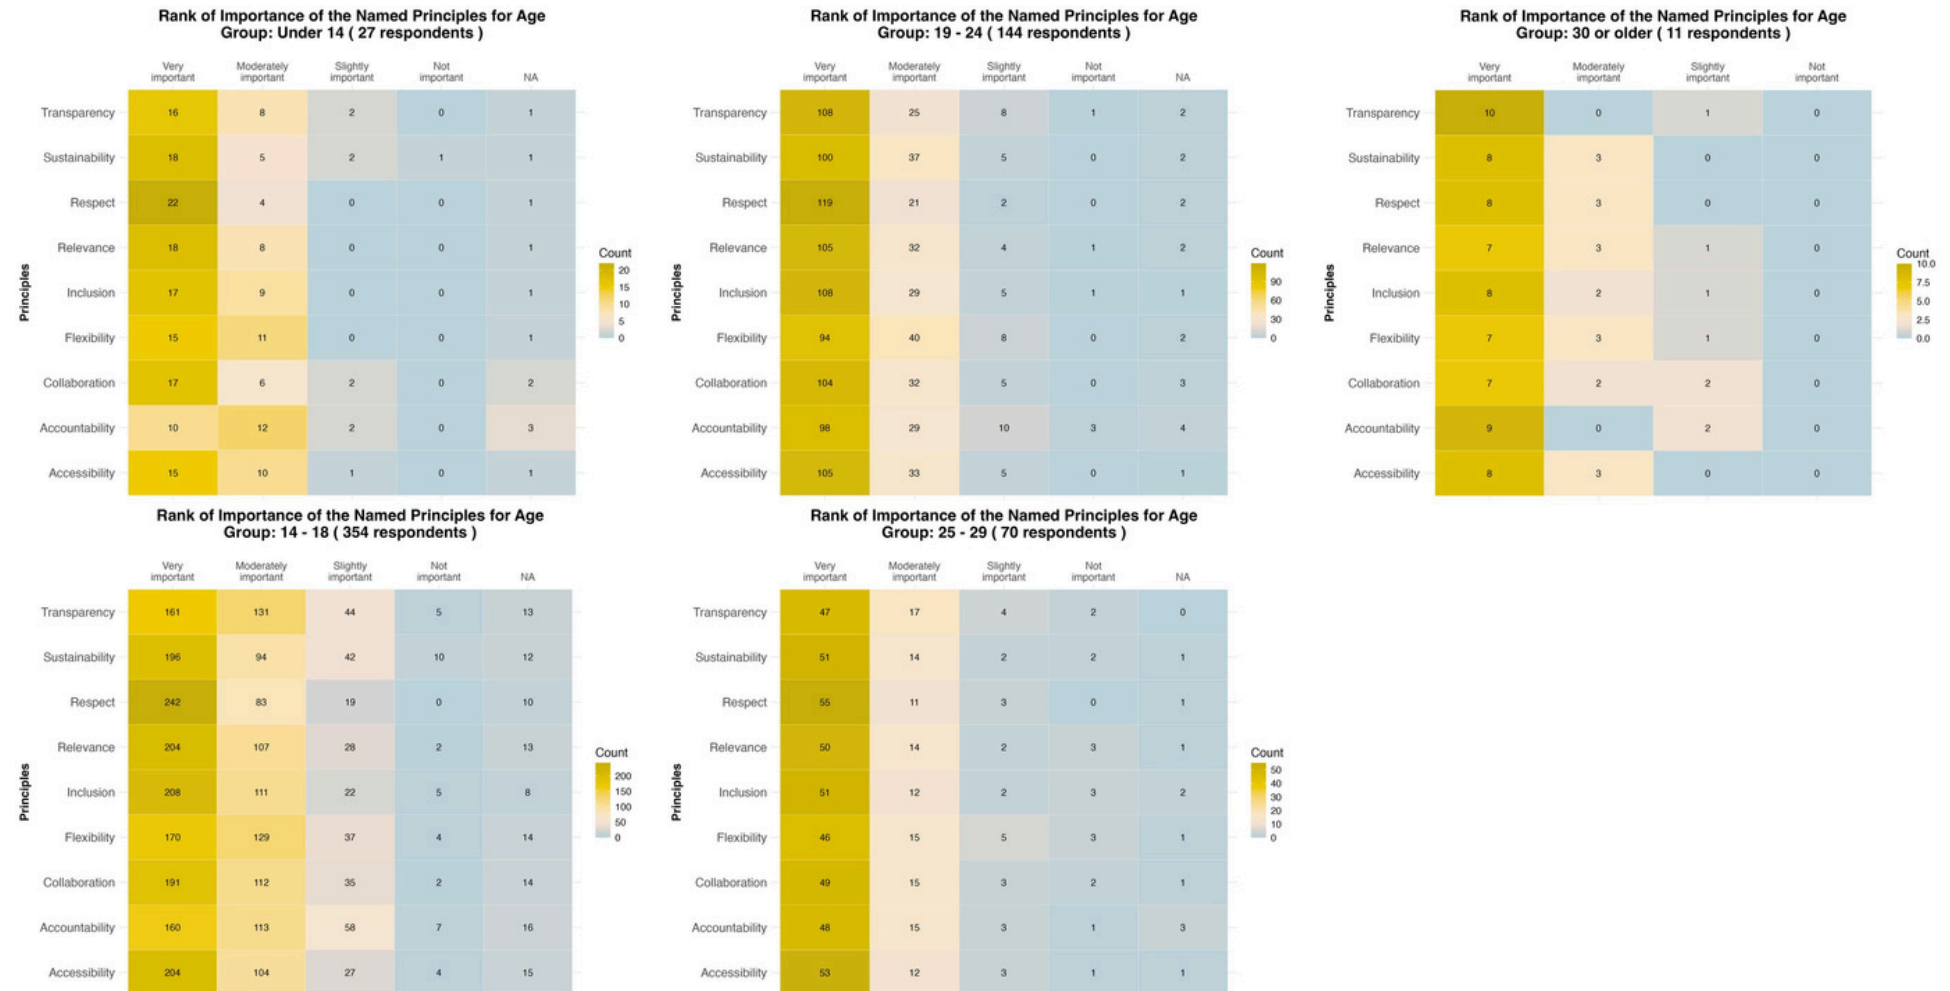 Rank of Importance of the Named Principles for Age
Group: Under 14 ( 27 respondents )
Very important Moderately important Slightly important Not important NA
Transparency 16 8 2 0 1
Sustainability 18 5 2 1 1
Respect 22 4 0 0 1
Relevance 18 8 0 0 1
Inclusion 17 9 0 0 1
Flexibility 15 11 0 0 1
Collaboration 17 6 2 0 2
Accountability 10 12 2 0 3
Accessibility 15 10 1 0 1
Principles
Count
20
15
10
5
0
Rank of Importance of the Named Principles for Age
Group: 19 - 24 ( 144 respondents )
Very important Moderately important Slightly important Not important NA
Transparency 108 25 8 1 2
Sustainability 100 37 5 0 2
Respect 119 21 2 0 2
Relevance 105 32 4 1 2
Inclusion 108 29 5 1 1
Flexibility 94 40 8 0 2
Collaboration 104 32 5 0 3
Accountability 98 29 10 3 4
Accessibility 105 33 5 0 1
Principles
Count
90
60
30
0
Rank of Importance of the Named Principles for Age
Group: 30 or older ( 11 respondents )
Very important Moderately important Slightly important Not important
Transparency 10 0 1 0
Sustainability 8 3 0 0
Respect 8 3 0 0
Relevance 7 3 1 0
Inclusion 8 2 1 0
Flexibility 7 3 1 0
Collaboration 7 2 2 0
Accountability 9 0 2 0
Accessibility 8 3 0 0
Principles
Count
10.0
7.5
5.0
2.5
0.0
Rank of Importance of the Named Principles for Age
Group: 14 - 18 ( 354 respondents )
Very important Moderately important Slightly important Not important NA
Transparency 161 131 44 5 13
Sustainability 196 94 42 10 12
Respect 242 83 19 0 10
Relevance 204 107 28 2 13
Inclusion 208 111 22 5 8
Flexibility 170 129 37 4 14
Collaboration 191 112 35 2 14
Accountability 160 113 58 7 16
Accessibility 204 104 27 4 15
Principles
Count
200
150
100
50
0
Rank of Importance of the Named Principles for Age
Group: 25 - 29 ( 70 respondents )
Very important Moderately important Slightly important Not important NA
Transparency 47 17 4 2 0
Sustainability 51 14 2 2 1
Respect 55 11 3 0 1
Relevance 50 14 2 3 1
Inclusion 51 12 2 3 2
Flexibility 46 15 5 3 1
Collaboration 49 15 3 2 1
Accountability 48 15 3 1 3
Accessibility 53 12 3 1 1
Principles
Count
50
40
30
20
10
0